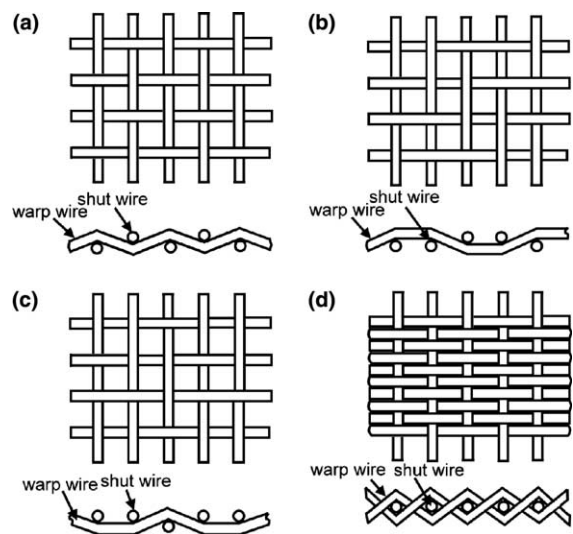 (a)
shut wire
warp wire
(b)
shut wire
warp wire
(c)
warp wire shut wire
(d)
warp wire shut wire